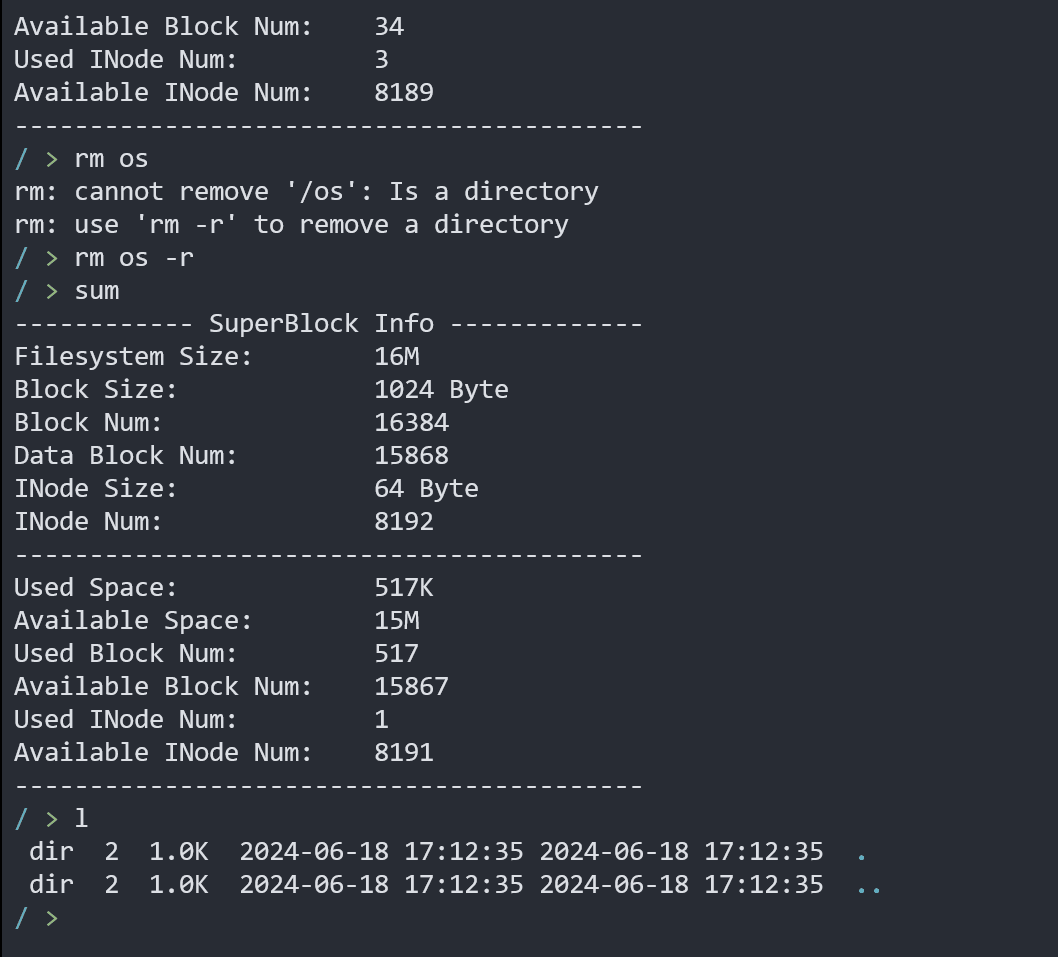 Available Block Num:    34
Used INode Num:         3
Available INode Num:    8189
------------------------------------------
/ > rm os
rm: cannot remove '/os': Is a directory
rm: use 'rm -r' to remove a directory
/ > rm os -r
/ > sum
------------ SuperBlock Info -------------
Filesystem Size:        16M
Block Size:             1024 Byte
Block Num:              16384
Data Block Num:         15868
INode Size:             64 Byte
INode Num:              8192
------------------------------------------
Used Space:             517K
Available Space:        15M
Used Block Num:         517
Available Block Num:    15867
Used INode Num:         1
Available INode Num:    8191
------------------------------------------
/ > l
 dir  2  1.0K  2024-06-18 17:12:35 2024-06-18 17:12:35  .
 dir  2  1.0K  2024-06-18 17:12:35 2024-06-18 17:12:35  ..
/ >